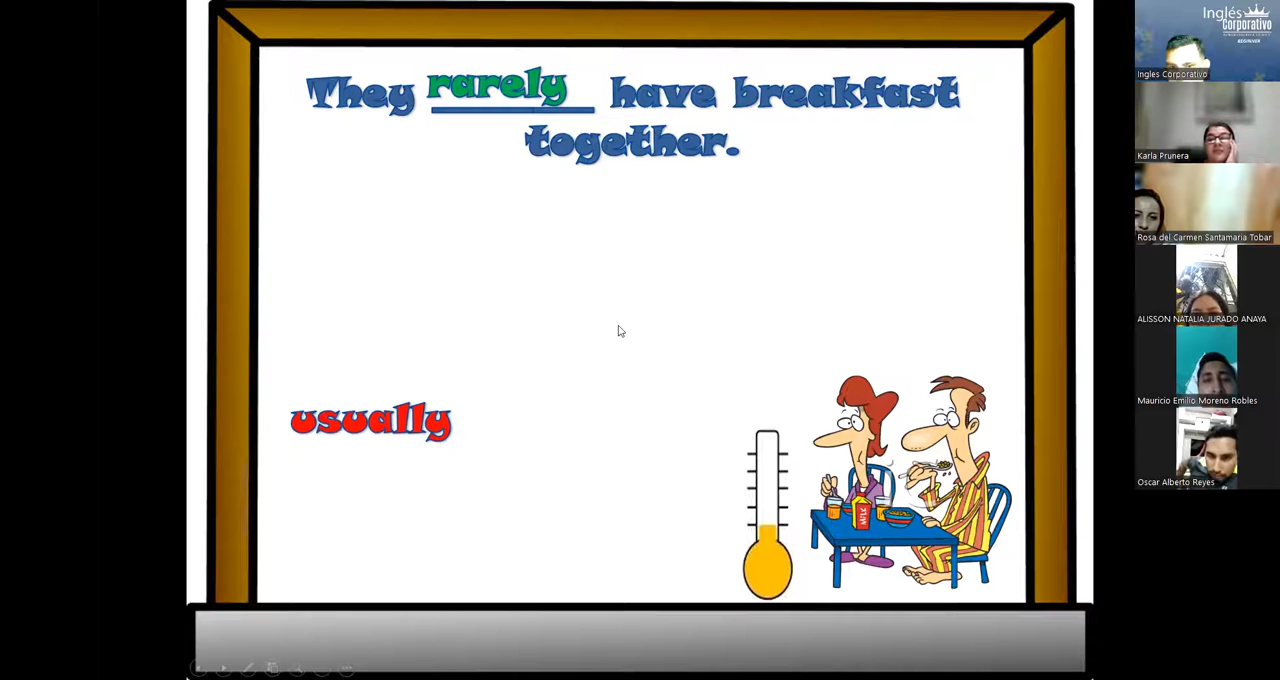 They rarely have breakfast
together.
usually
MILK
Inglés
Corporativo
BEGINNER
Ingles Corporativo
Karla Prunera
Rosa del Carmen Santamaria Tobar
ALISSON NATALIA JURADO ANAYA
Mauricio Emilio Moreno Robles
Oscar Alberto Reyes